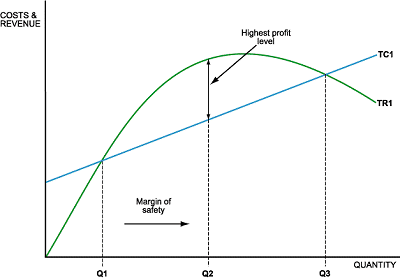 COSTS &
REVENUE
Highest profit
level
TC1
TR1
Margin of
safety
QUANTITY
Q1
Q2
Q3